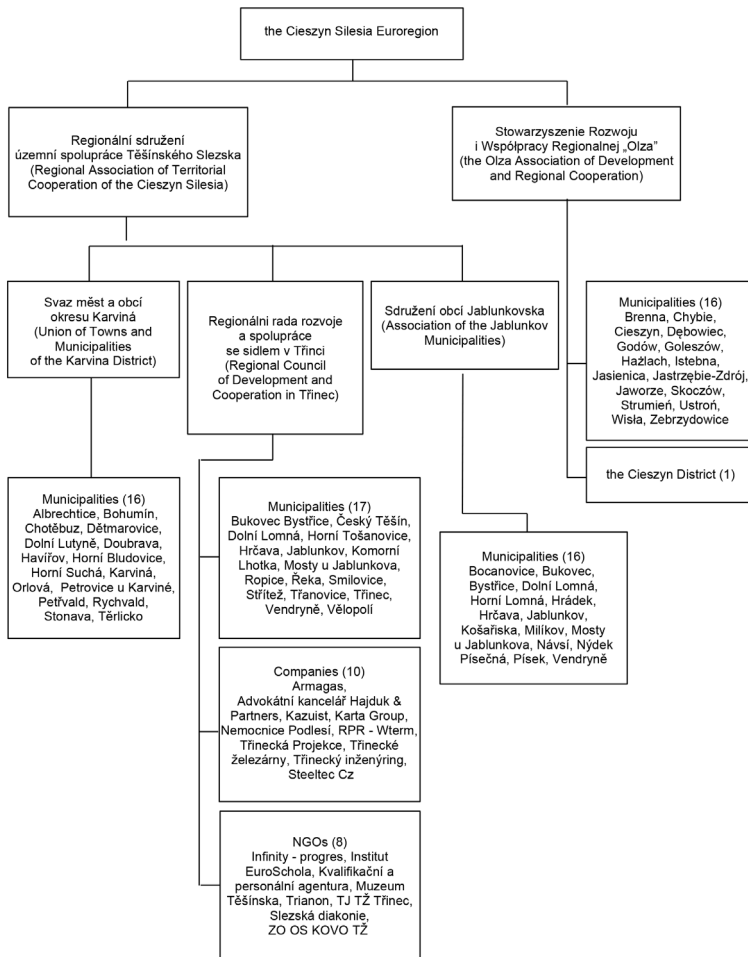 the Cieszyn Silesia Euroregion
Regionální sdružení
územní spolupráce Těšínského Slezska
(Regional Association of Territorial
Cooperation of the Cieszyn Silesia)
Stowarzyszenie Rozwoju
i Współpracy Regionalnej „Olza”
(the Olza Association of Development
and Regional Cooperation)
Svaz měst a obcí
okresu Karviná
(Union of Towns and
Municipalities
of the Karvina District)
Regionálni rada rozvoje
a spolupráce
se sidlem v Třinci
(Regional Council
of Development and
Cooperation in Třinec)
Sdružení obcí Jablunkovska
(Association of the Jablunkov
Municipalities)
Municipalities (16)
Brenna, Chybie,
Cieszyn, Dębowiec,
Godów, Goleszów,
Hażlach, Istebna,
Jasienica, Jastrzębie-Zdrój,
Jaworze, Skoczów,
Strumień, Ustroń,
Wisła, Zebrzydowice
the Cieszyn District (1)
Municipalities (16)
Albrechtice, Bohumín,
Chotěbuz, Dětmarovice,
Dolní Lutyně, Doubrava,
Havířov, Horní Bludovice,
Horní Suchá, Karviná,
Orlová, Petrovice u Karviné,
Petřvald, Rychvald,
Stonava, Těrlicko
Municipalities (17)
Bukovec Bystřice, Český Těšín,
Dolní Lomná, Horní Tošanovice,
Hrčava, Jablunkov, Komorní
Lhotka, Mosty u Jablunkova,
Ropice, Řeka, Smilovice,
Střítež, Třanovice, Třinec,
Vendryně, Vělopolí
Municipalities (16)
Bocanovice, Bukovec,
Bystřice, Dolní Lomná,
Horní Lomná, Hrádek,
Hrčava, Jablunkov,
Košařiska, Milíkov, Mosty
u Jablunkova, Návsí, Nýdek
Písečná, Písek, Vendryně
Companies (10)
Armagas,
Advokátní kancelář Hajduk &
Partners, Kazuist, Karta Group,
Nemocnice Podlesí, RPR - Wterm,
Třinecká Projekce, Třinecké
železárny, Třinecký inženýring,
Steeltec Cz
NGOs (8)
Infinity - progres, Institut
EuroSchola, Kvalifikační a
personální agentura, Muzeum
Těšínska, Trianon, TJ TŽ Třinec,
Slezská diakonie,
ZO OS KOVO TŽ